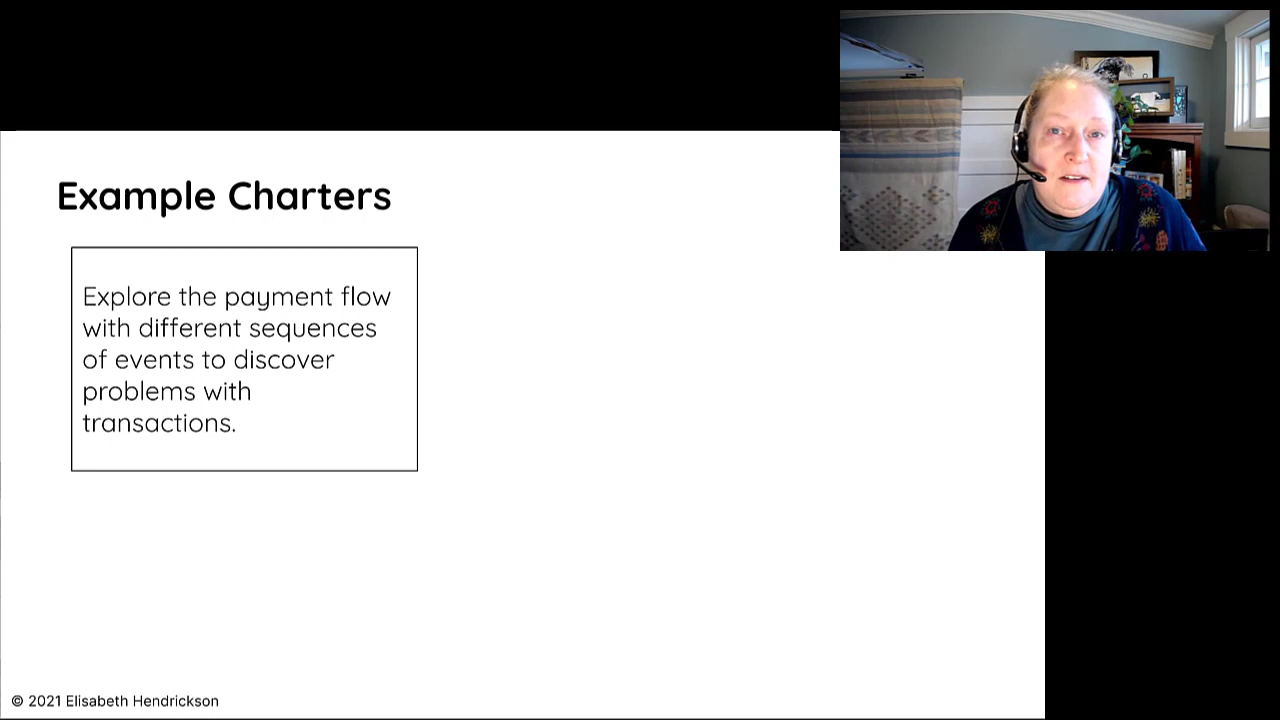 Example Charters
Explore the payment flow
with different sequences
of events to discover
problems with
transactions.
© 2021 Elisabeth Hendrickson